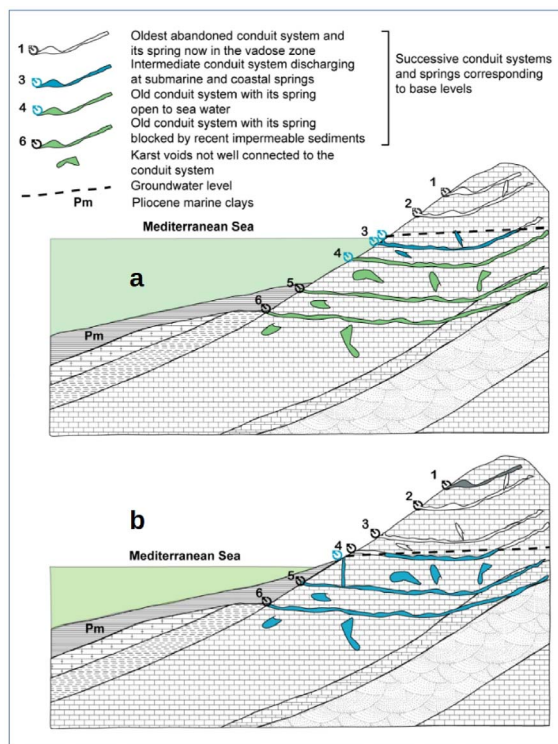 1
Oldest abandoned conduit system and
its spring now in the vadose zone
3
Intermediate conduit system discharging
at submarine and coastal springs
4
Old conduit system with its spring
open to sea water
6
Old conduit system with its spring
blocked by recent impermeable sediments
Karst voids not well connected to the
conduit system
Groundwater level
Pm Pliocene marine clays
Successive conduit systems
and springs corresponding
to base levels
Mediterranean Sea
a
1
2
3
4
5
6
Pm
b
Mediterranean Sea
1
2
3
4
5
6
Pm